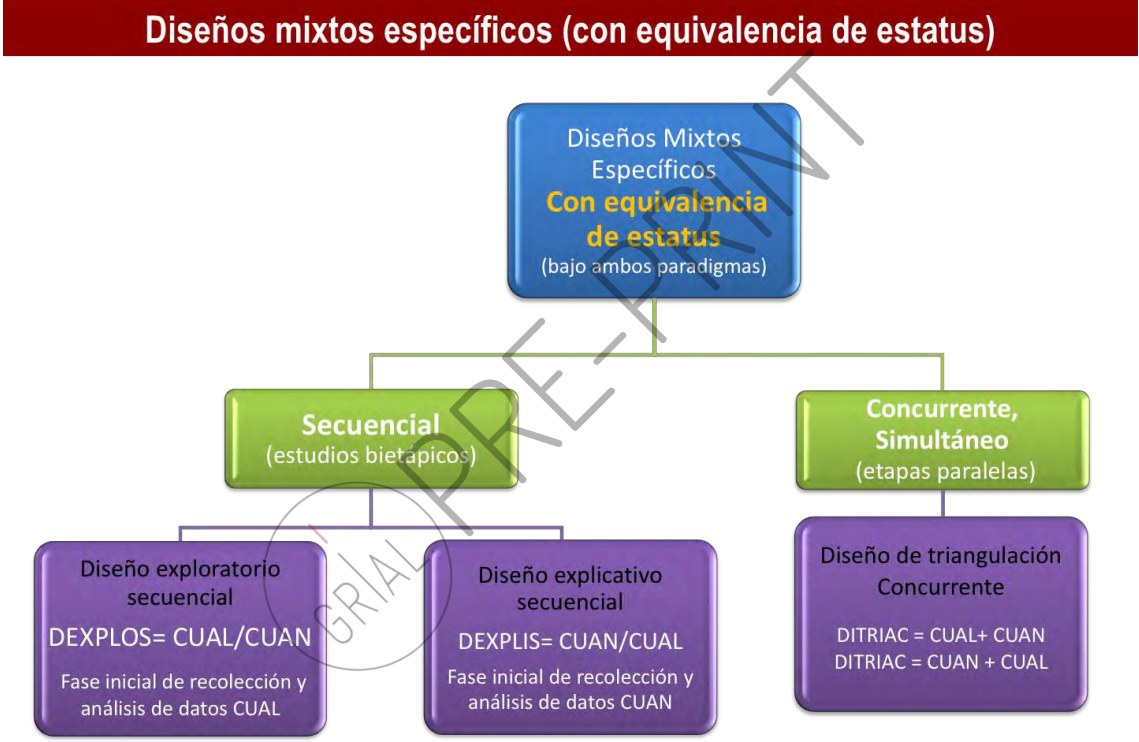 Diseños mixtos específicos (con equivalencia de estatus)
Diseños Mixtos
Específicos
Con equivalencia
de estatus
(bajo ambos paradigmas)
Secuencial
(estudios bietápicos)
Concurrente,
Simultáneo
(etapas paralelas)
Diseño exploratorio
secuencial
DEXPLOS= CUAL/CUAN
Fase inicial de recolección y
análisis de datos CUAL
Diseño explicativo
secuencial
DEXPLIS= CUAN/CUAL
Fase inicial de recolección y
análisis de datos CUAN
Diseño de triangulación
Concurrente
DITRIAC = CUAL+ CUAN
DITRIAC = CUAN + CUAL
GRIAL
PRE-PRINT